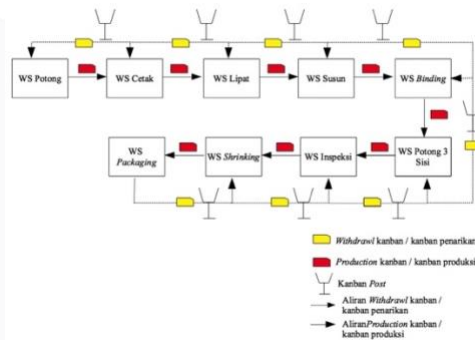 WS Potong
WS Cetak
WS Lipat
WS Susun
WS Binding
WS
Packaging
WS Shrinking
WS Inspeksi
WS Potong 3
Sisi
Withdrawl kanban / kanban penarikan
Production kanban / kanban produksi
Kanban Post
Aliran Withdrawl kanban /
kanban penarikan
AliranProduction kanban /
kanban produksi